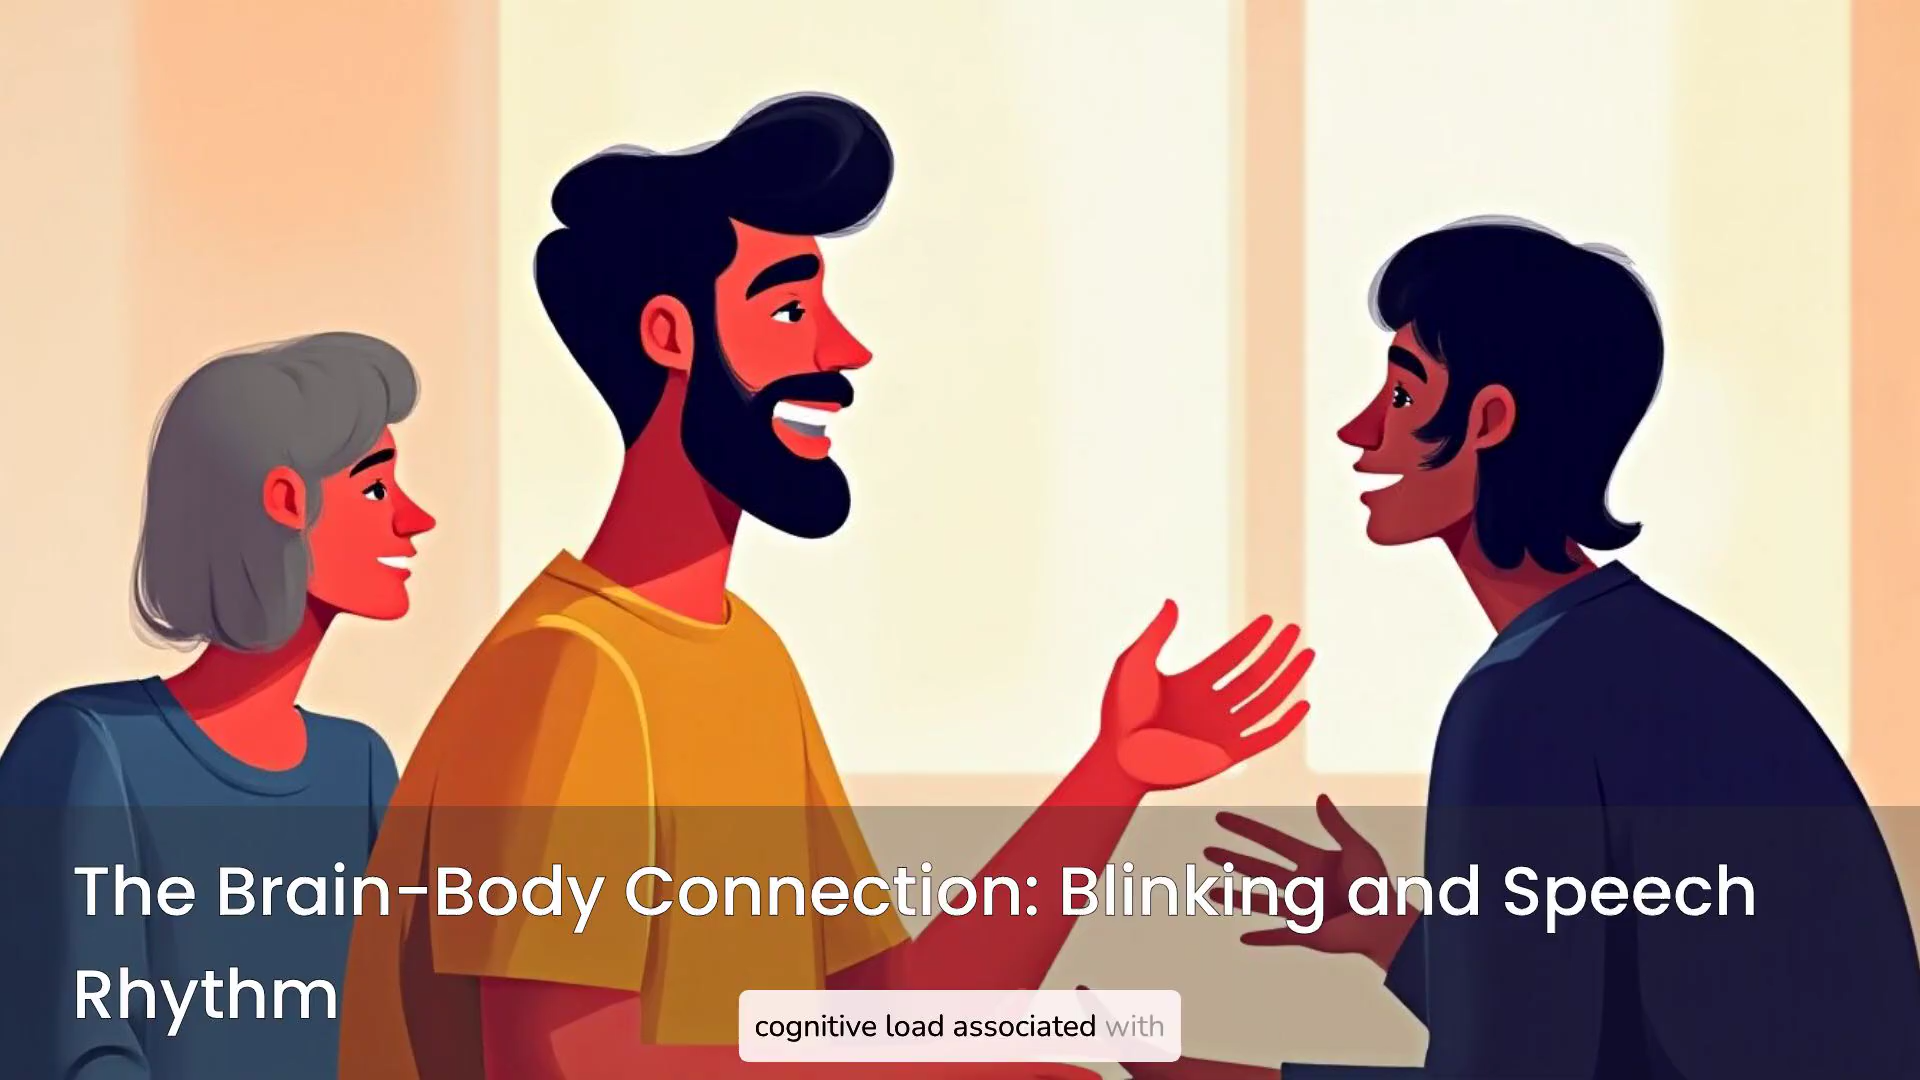 The Brain-Body Connection: Blinking and Speech
Rhythm
cognitive load associated with